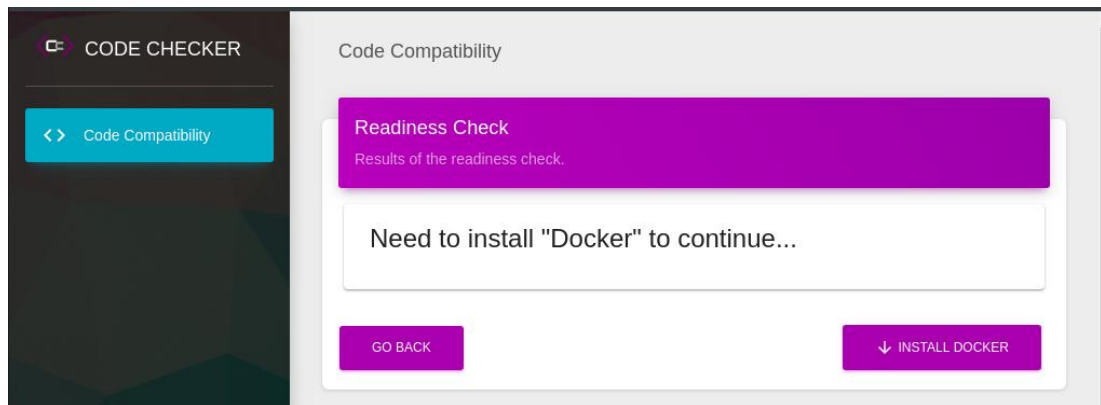 CODE CHECKER
Code Compatibility
Code Compatibility
Readiness Check
Results of the readiness check.
Need to install "Docker" to continue...
GO BACK
INSTALL DOCKER